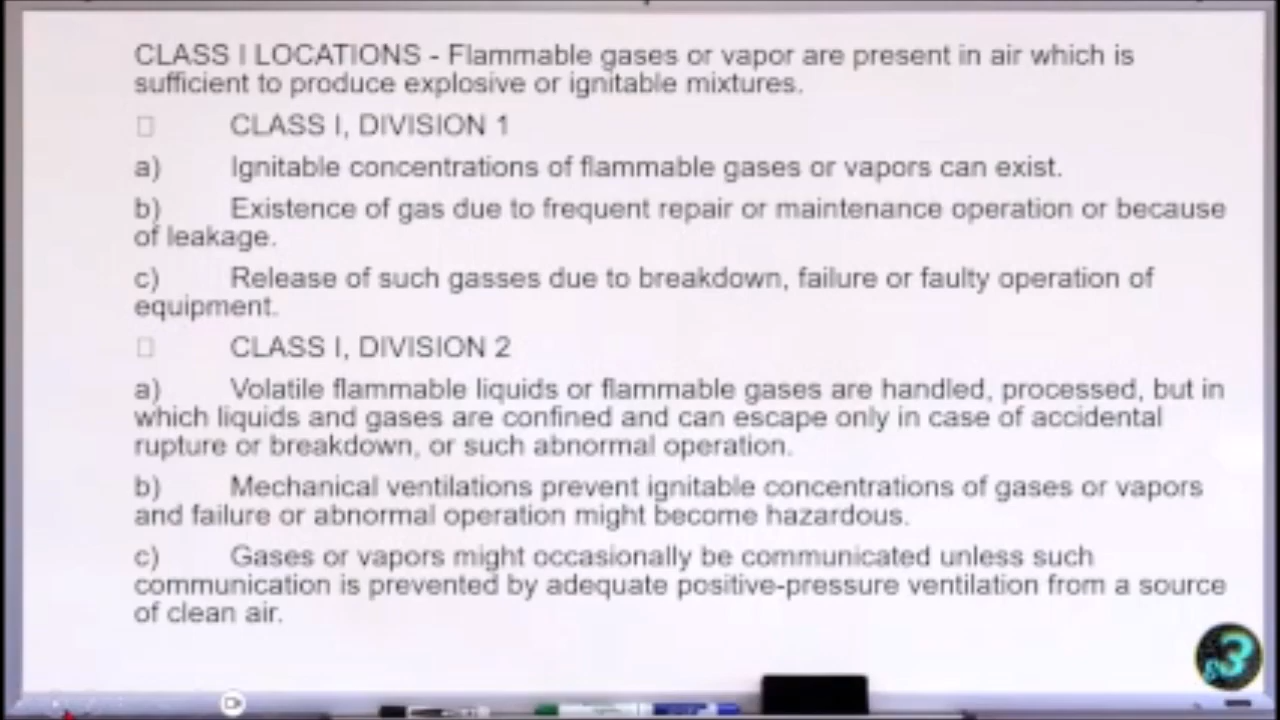 CLASS I LOCATIONS - Flammable gases or vapor are present in air which is
sufficient to produce explosive or ignitable mixtures.
CLASS I, DIVISION 1
a) Ignitable concentrations of flammable gases or vapors can exist.
b) Existence of gas due to frequent repair or maintenance operation or because
of leakage.
c) Release of such gasses due to breakdown, failure or faulty operation of
equipment.
CLASS I, DIVISION 2
a) Volatile flammable liquids or flammable gases are handled, processed, but in
which liquids and gases are confined and can escape only in case of accidental
rupture or breakdown, or such abnormal operation.
b) Mechanical ventilations prevent ignitable concentrations of gases or vapors
and failure or abnormal operation might become hazardous.
c) Gases or vapors might occasionally be communicated unless such
communication is prevented by adequate positive-pressure ventilation from a source
of clean air.